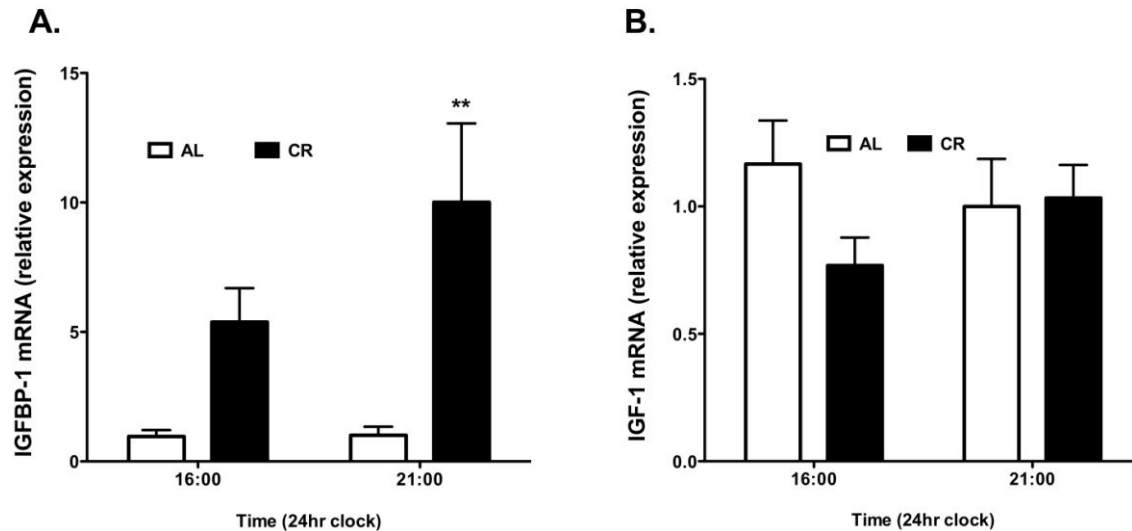 A.
IGFBP-1 mRNA (relative expression)
15
10
5
0
AL
CR
**
16:00
21:00
Time (24hr clock)
B.
IGF-1 mRNA (relative expression)
1.5
1.0
0.5
0.0
AL
CR
16:00
21:00
Time (24hr clock)